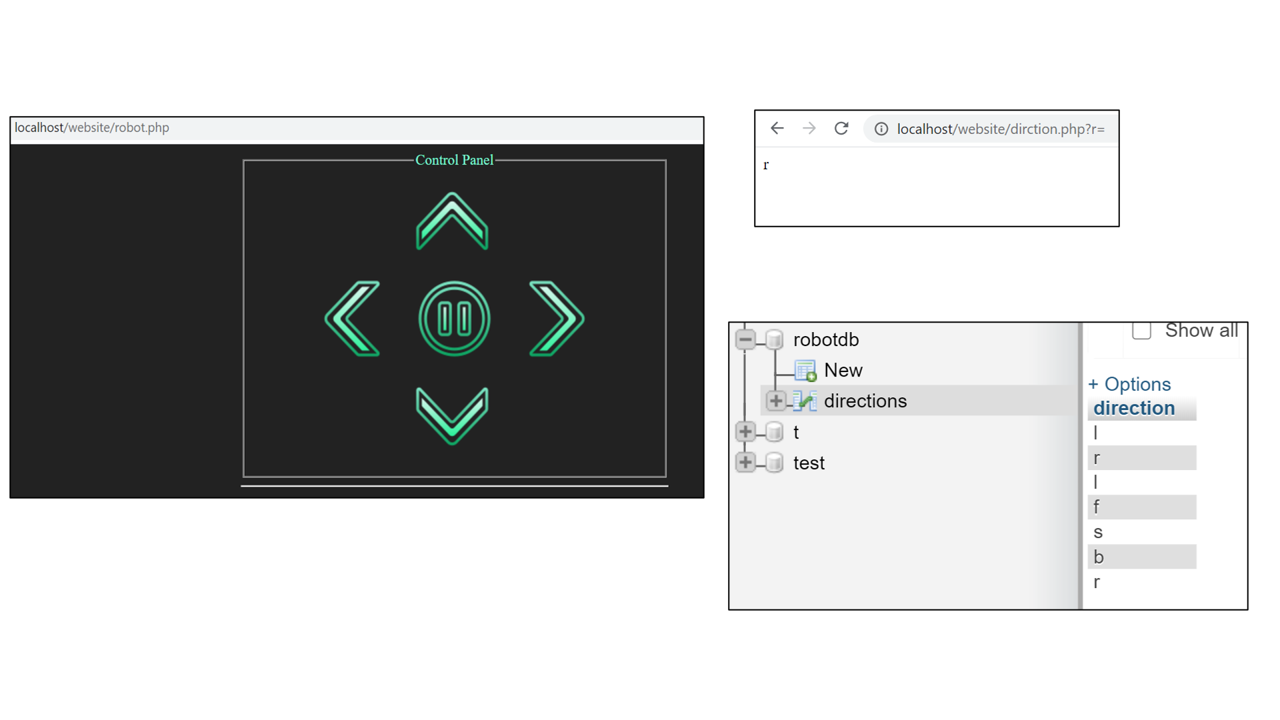 localhost/website/robot.php
Control Panel
localhost/website/dirction.php?r=
r
robotdb
New
directions
t
test
Show all
+ Options
direction
l
r
l
f
s
b
r